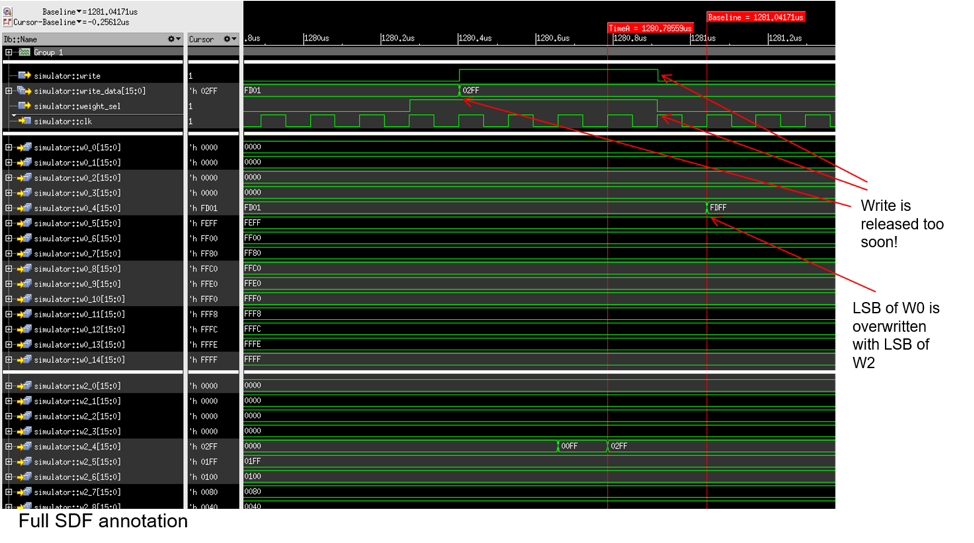 Baseline▼=1281.04171us
Cursor-Baseline▼=-0.25612us
Baseline = 1281.04171us
TimeA = 1280.78559us
Db::Name Cursor .8us 1280us 1280.2us 1280.4us 1280.6us 1280.8us 1281us 1281.2us
Group 1
simulator::write 1
simulator::write_data[15:0] 'h 02FF FD01 02FF
simulator::weight_sel 1
simulator::clk 1
simulator::w0_0[15:0] 'h 0000 0000
simulator::w0_1[15:0] 'h 0000 0000
simulator::w0_2[15:0] 'h 0000 0000
simulator::w0_3[15:0] 'h 0000 0000
simulator::w0_4[15:0] 'h FD01 FD01 FDFF
simulator::w0_5[15:0] 'h FEFF FEFF
simulator::w0_6[15:0] 'h FF00 FF00
simulator::w0_7[15:0] 'h FF80 FF80
simulator::w0_8[15:0] 'h FFC0 FFC0
simulator::w0_9[15:0] 'h FFE0 FFE0
simulator::w0_10[15:0] 'h FFF0 FFF0
simulator::w0_11[15:0] 'h FFF8 FFF8
simulator::w0_12[15:0] 'h FFFC FFFC
simulator::w0_13[15:0] 'h FFFE FFFE
simulator::w0_14[15:0] 'h FFFF FFFF
simulator::w2_0[15:0] 'h 0000 0000
simulator::w2_1[15:0] 'h 0000 0000
simulator::w2_2[15:0] 'h 0000 0000
simulator::w2_3[15:0] 'h 0000 0000
simulator::w2_4[15:0] 'h 02FF 0000 00FF 02FF
simulator::w2_5[15:0] 'h 01FF 01FF
simulator::w2_6[15:0] 'h 0100 0100
simulator::w2_7[15:0] 'h 0080 0080
simulator::w2_8[15:0] 'h 0040 0040
Write is
released too
soon!
LSB of W0 is
overwritten
with LSB of
W2
Full SDF annotation